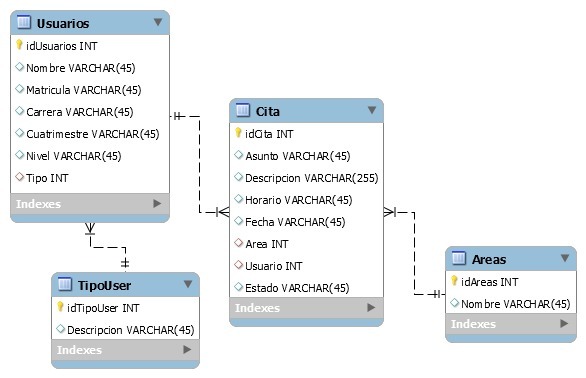 Usuarios
idUsuarios INT
Nombre VARCHAR(45)
Matricula VARCHAR(45)
Carrera VARCHAR(45)
Cuatrimestre VARCHAR(45)
Nivel VARCHAR(45)
Tipo INT
Indexes
TipoUser
idTipoUser INT
Descripcion VARCHAR(45)
Indexes
Cita
idCita INT
Asunto VARCHAR(45)
Descripcion VARCHAR(255)
Horario VARCHAR(45)
Fecha VARCHAR(45)
Area INT
Usuario INT
Estado VARCHAR(45)
Indexes
Areas
idAreas INT
Nombre VARCHAR(45)
Indexes